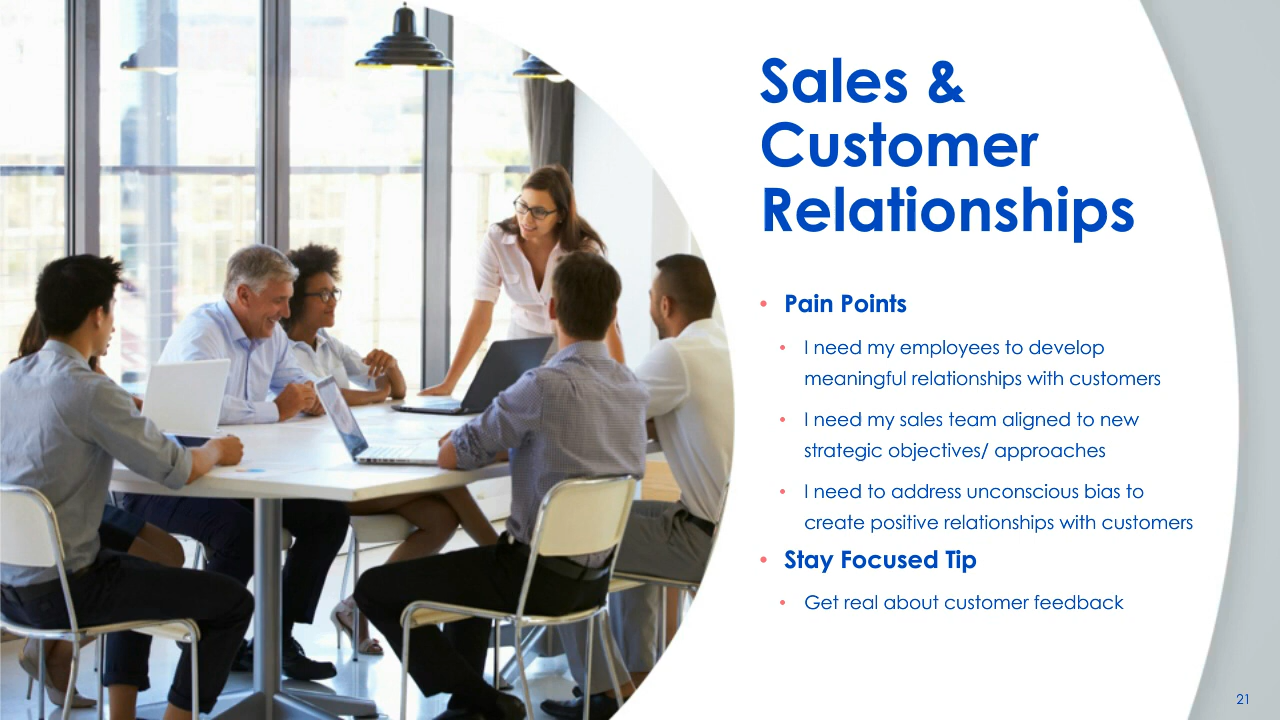 Sales &
Customer
Relationships
• Pain Points
• I need my employees to develop
meaningful relationships with customers
• I need my sales team aligned to new
strategic objectives/ approaches
• I need to address unconscious bias to
create positive relationships with customers
• Stay Focused Tip
• Get real about customer feedback
21